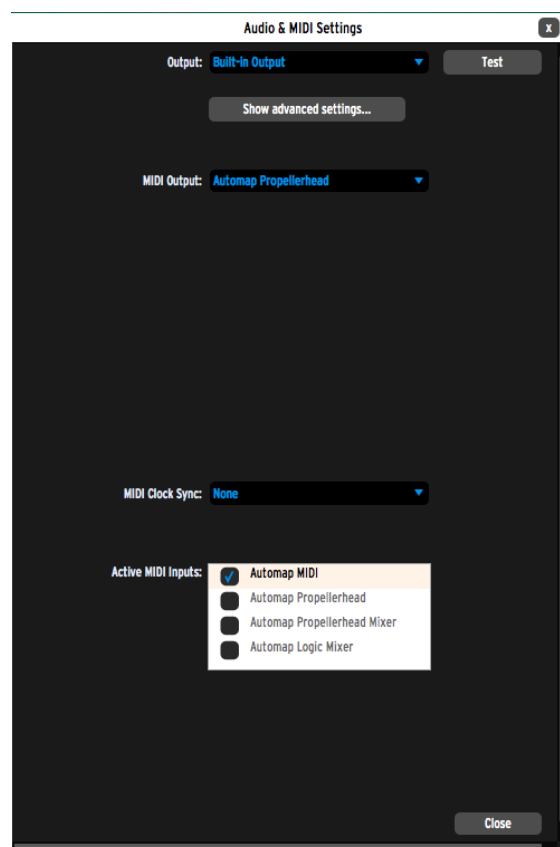 Audio & MIDI Settings
x
Output: Built-in Output Test
Show advanced settings...
MIDI Output: Automap Propellerhead
MIDI Clock Sync: None
Active MIDI Inputs: Automap MIDI
Automap Propellerhead
Automap Propellerhead Mixer
Automap Logic Mixer
Close